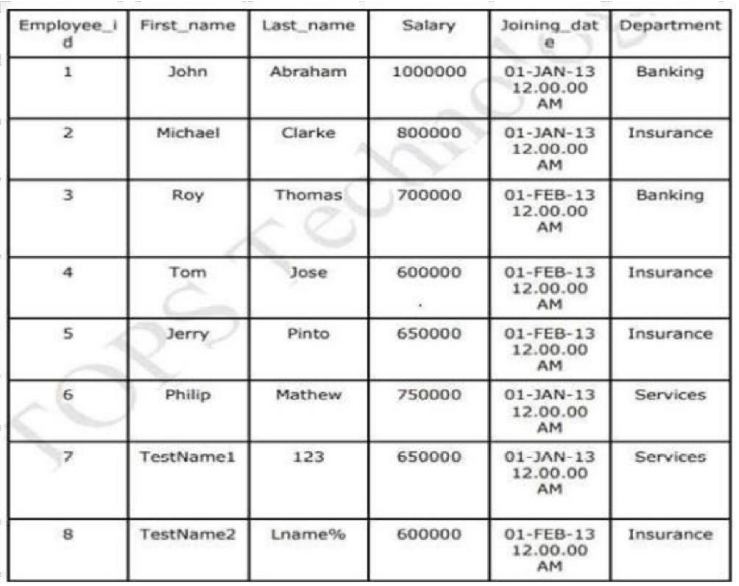 Employee_i First_name Last_name Salary Joining_dat Department
d e
1 John Abraham 1000000 01-JAN-13 Banking
12.00.00
AM
2 Michael Clarke 800000 01-JAN-13 Insurance
12.00.00
AM
3 Roy Thomas 700000 01-FEB-13 Banking
12.00.00
AM
4 Tom Jose 600000 01-FEB-13 Insurance
12.00.00
AM
5 Jerry Pinto 650000 01-FEB-13 Insurance
12.00.00
AM
6 Philip Mathew 750000 01-JAN-13 Services
12.00.00
AM
7 TestName1 123 650000 01-JAN-13 Services
12.00.00
AM
8 TestName2 Lname% 600000 01-FEB-13 Insurance
12.00.00
AM
TOPS Technolog